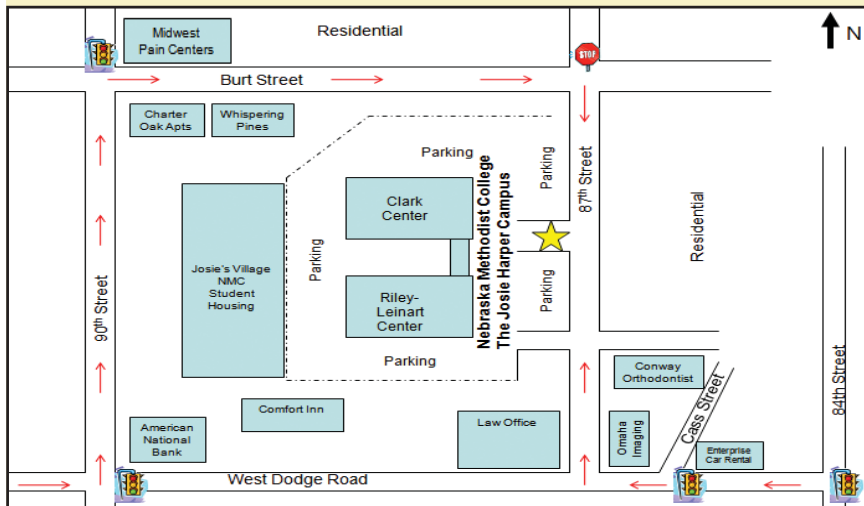 Midwest
Pain Centers
Residential
N
STOP
Burt Street
Charter
Oak Apts
Whispering
Pines
Parking
Parking
87th Street
Clark
Center
Nebraska Methodist College
The Josie Harper Campus
Residential
Josie's Village
NMC
Student
Housing
Parking
Riley-
Leinart
Center
Parking
90th Street
Parking
Conway
Orthodontist
84th Street
Comfort Inn
Law Office
Omaha
Imaging
Cass Street
American
National
Bank
Enterprise
Car Rental
West Dodge Road